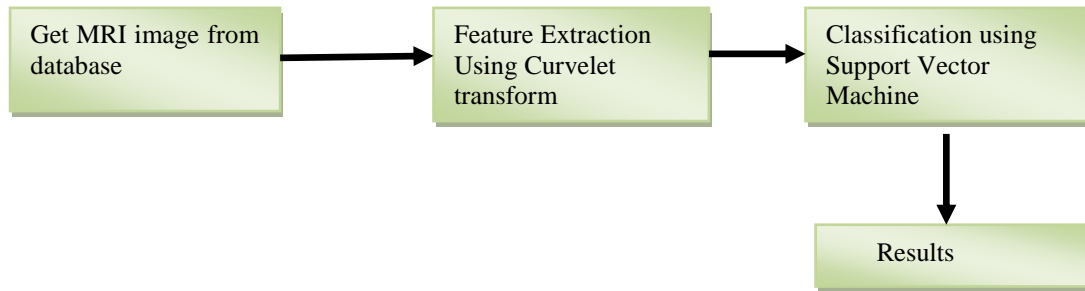 Get MRI image from
database
Feature Extraction
Using Curvelet
transform
Classification using
Support Vector
Machine
Results